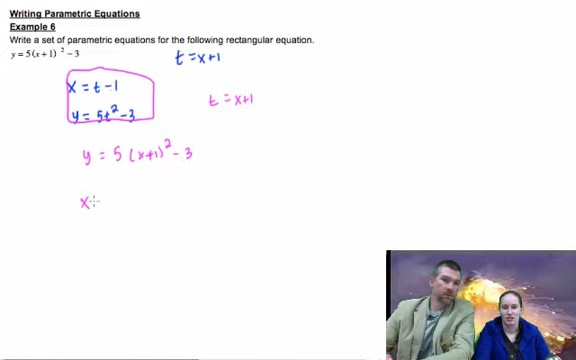 Writing Parametric Equations
Example 6
Write a set of parametric equations for the following rectangular equation.
y = 5(x + 1)² − 3
t = x+1
x = t − 1
y = 5t² − 3
t = x+1
y = 5 (x+1)² − 3
x